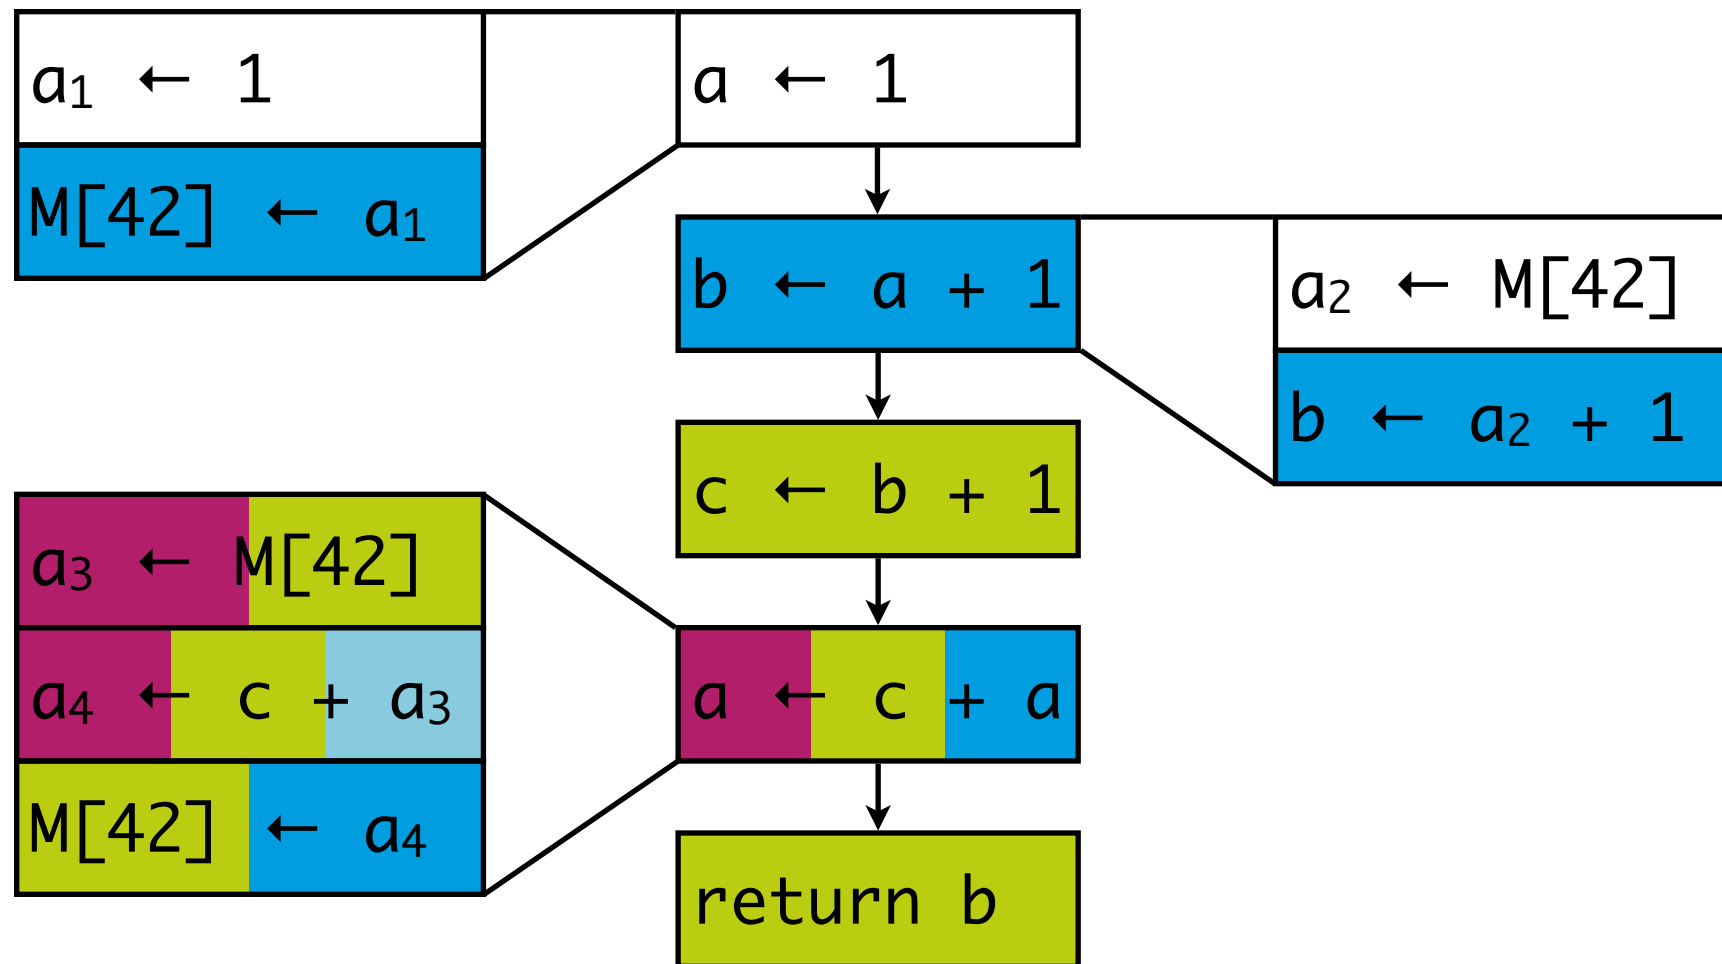 a₁ ← 1
M[42] ← a₁
a ← 1
b ← a + 1
a₂ ← M[42]
b ← a₂ + 1
c ← b + 1
a₃ ← M[42]
a₄ ← c + a₃
M[42] ← a₄
a ← c + a
return b